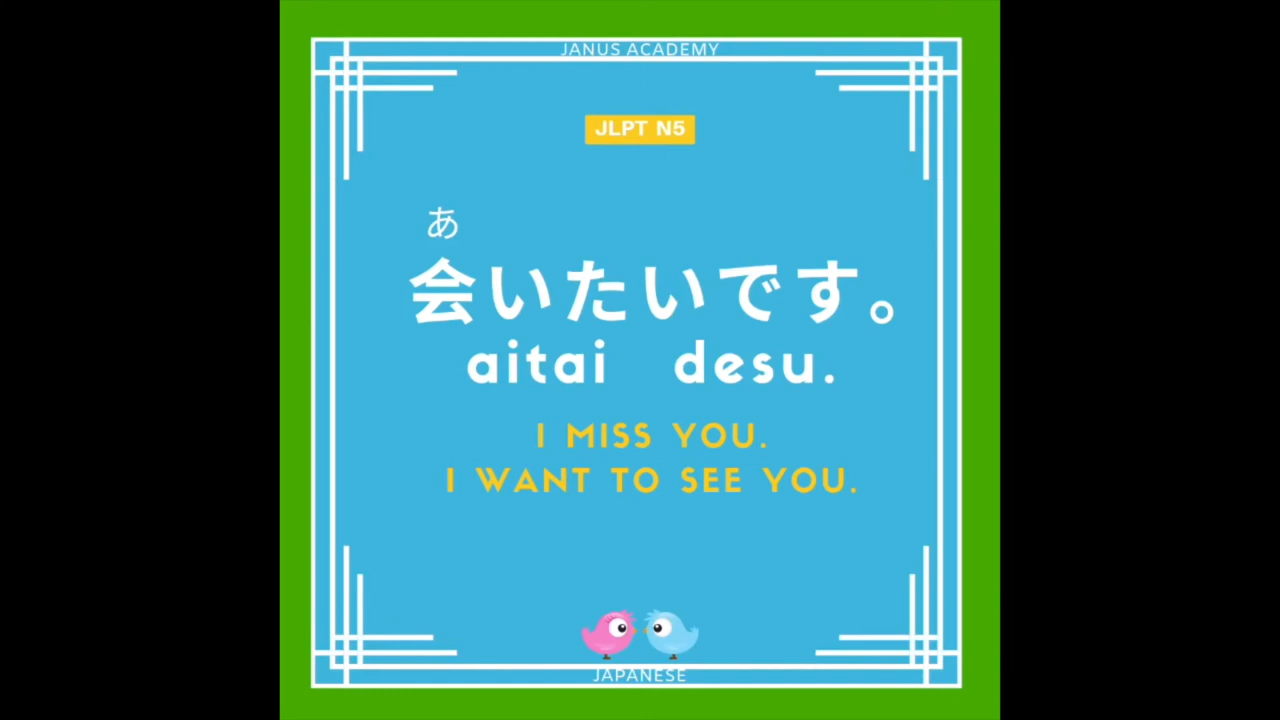 JANUS ACADEMY
JLPT N5
あ
会いたいです。
aitai desu.
I MISS YOU.
I WANT TO SEE YOU.
JAPANESE